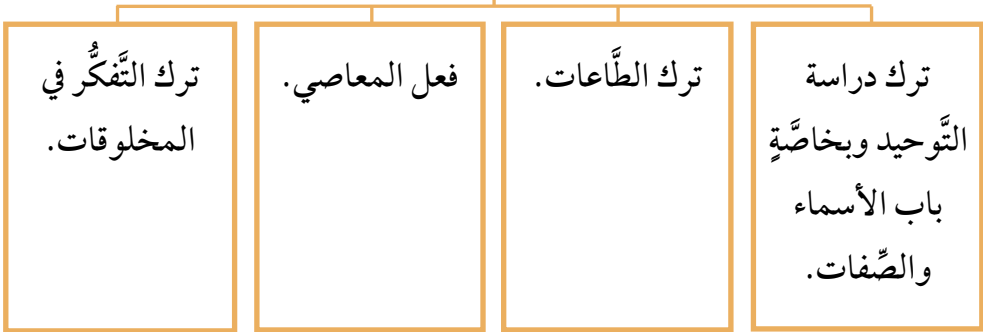 ترك دراسة
التَّوحيد وبخاصَّةٍ
باب الأسماء
والصِّفات.
ترك الطَّاعات.
فعل المعاصي.
ترك التَّفكُّر في
المخلوقات.